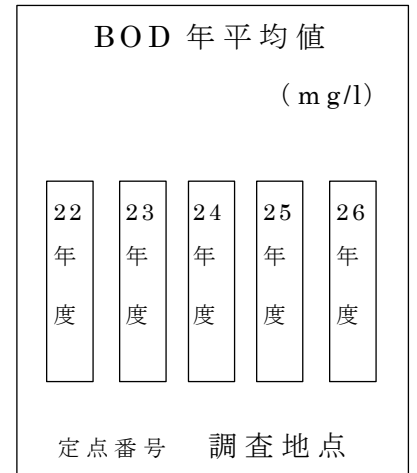 BOD 年平均値
(mg/l)
22年度
23年度
24年度
25年度
26年度
定点番号 調査地点